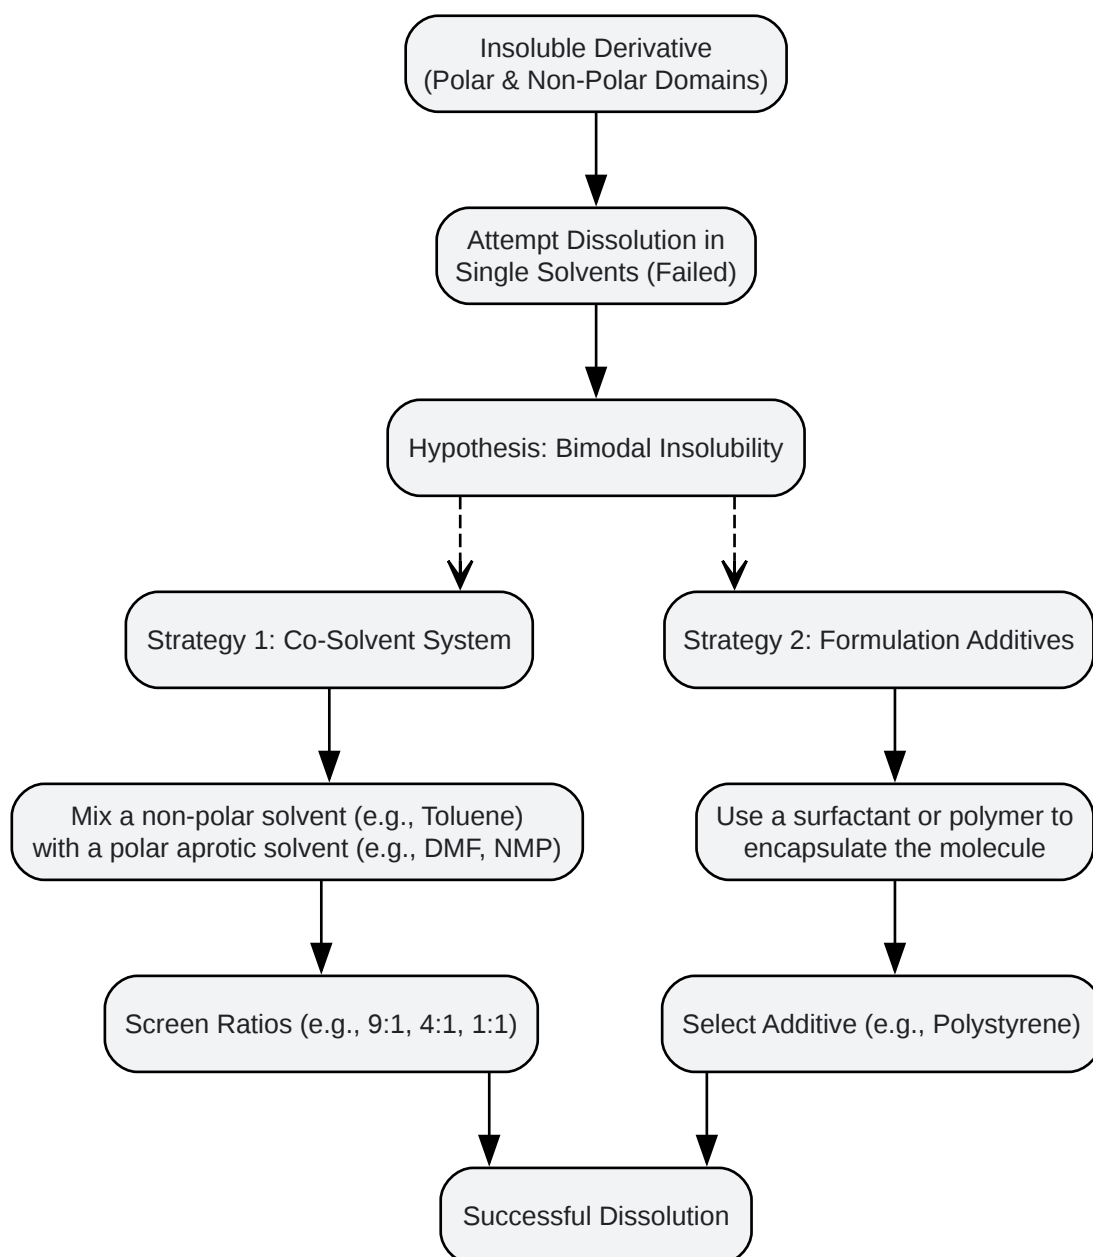 Insoluble Derivative
(Polar & Non-Polar Domains)
Attempt Dissolution in
Single Solvents (Failed)
Hypothesis: Bimodal Insolubility
Strategy 1: Co-Solvent System
Strategy 2: Formulation Additives
Mix a non-polar solvent (e.g., Toluene)
with a polar aprotic solvent (e.g., DMF, NMP)
Use a surfactant or polymer to
encapsulate the molecule
Screen Ratios (e.g., 9:1, 4:1, 1:1)
Select Additive (e.g., Polystyrene)
Successful Dissolution